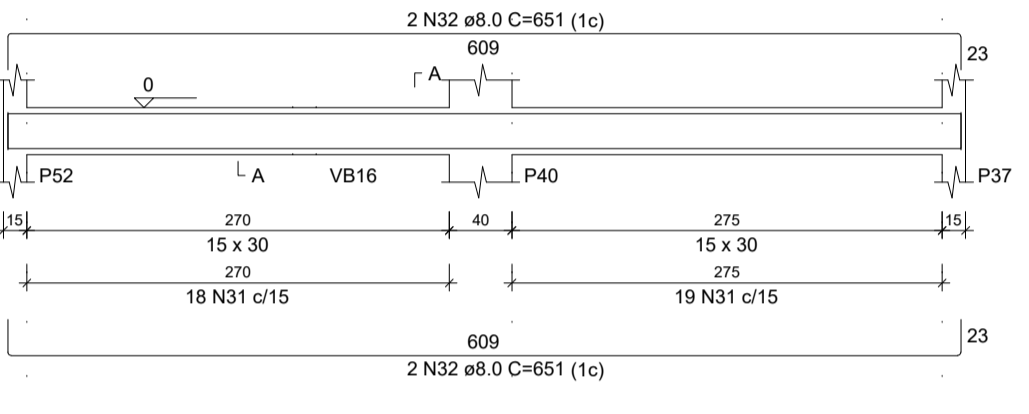 2 N32 ø8.0 C=651 (1c)
609
23
A
0
P52
A
VB16
P40
P37
15
270
40
275
15
15 x 30
15 x 30
270
275
18 N31 c/15
19 N31 c/15
609
23
2 N32 ø8.0 C=651 (1c)